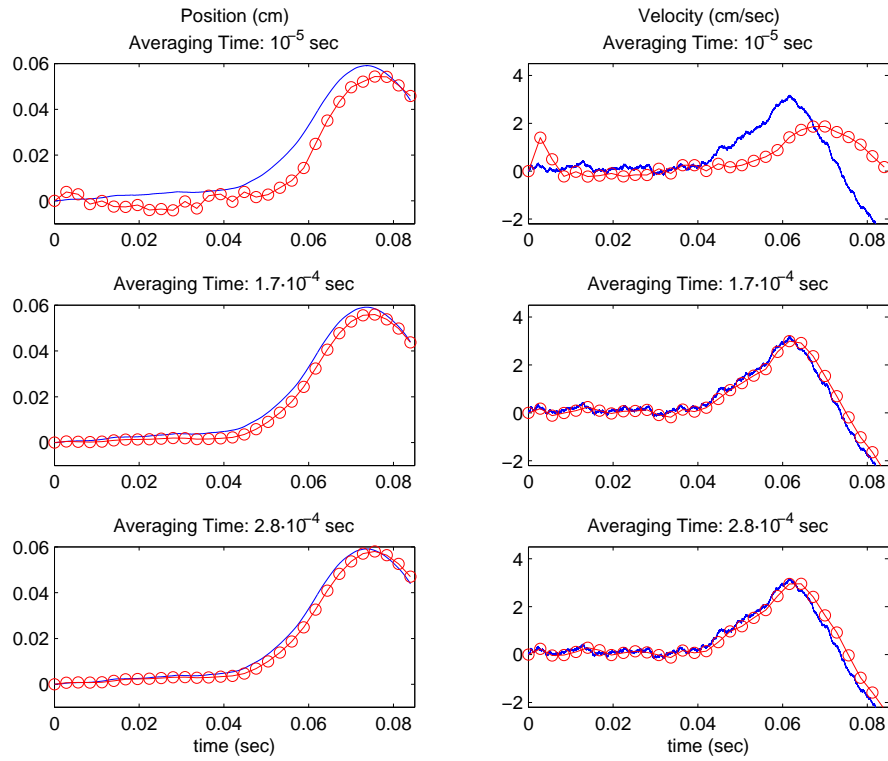 Position (cm)
Averaging Time: 10⁻⁵ sec
0.06
0.04
0.02
0
0 0.02 0.04 0.06 0.08
Velocity (cm/sec)
Averaging Time: 10⁻⁵ sec
4
2
0
−2
0 0.02 0.04 0.06 0.08
Averaging Time: 1.7·10⁻⁴ sec
0.06
0.04
0.02
0
0 0.02 0.04 0.06 0.08
Averaging Time: 1.7·10⁻⁴ sec
4
2
0
−2
0 0.02 0.04 0.06 0.08
Averaging Time: 2.8·10⁻⁴ sec
0.06
0.04
0.02
0
0 0.02 0.04 0.06 0.08
time (sec)
Averaging Time: 2.8·10⁻⁴ sec
4
2
0
−2
0 0.02 0.04 0.06 0.08
time (sec)